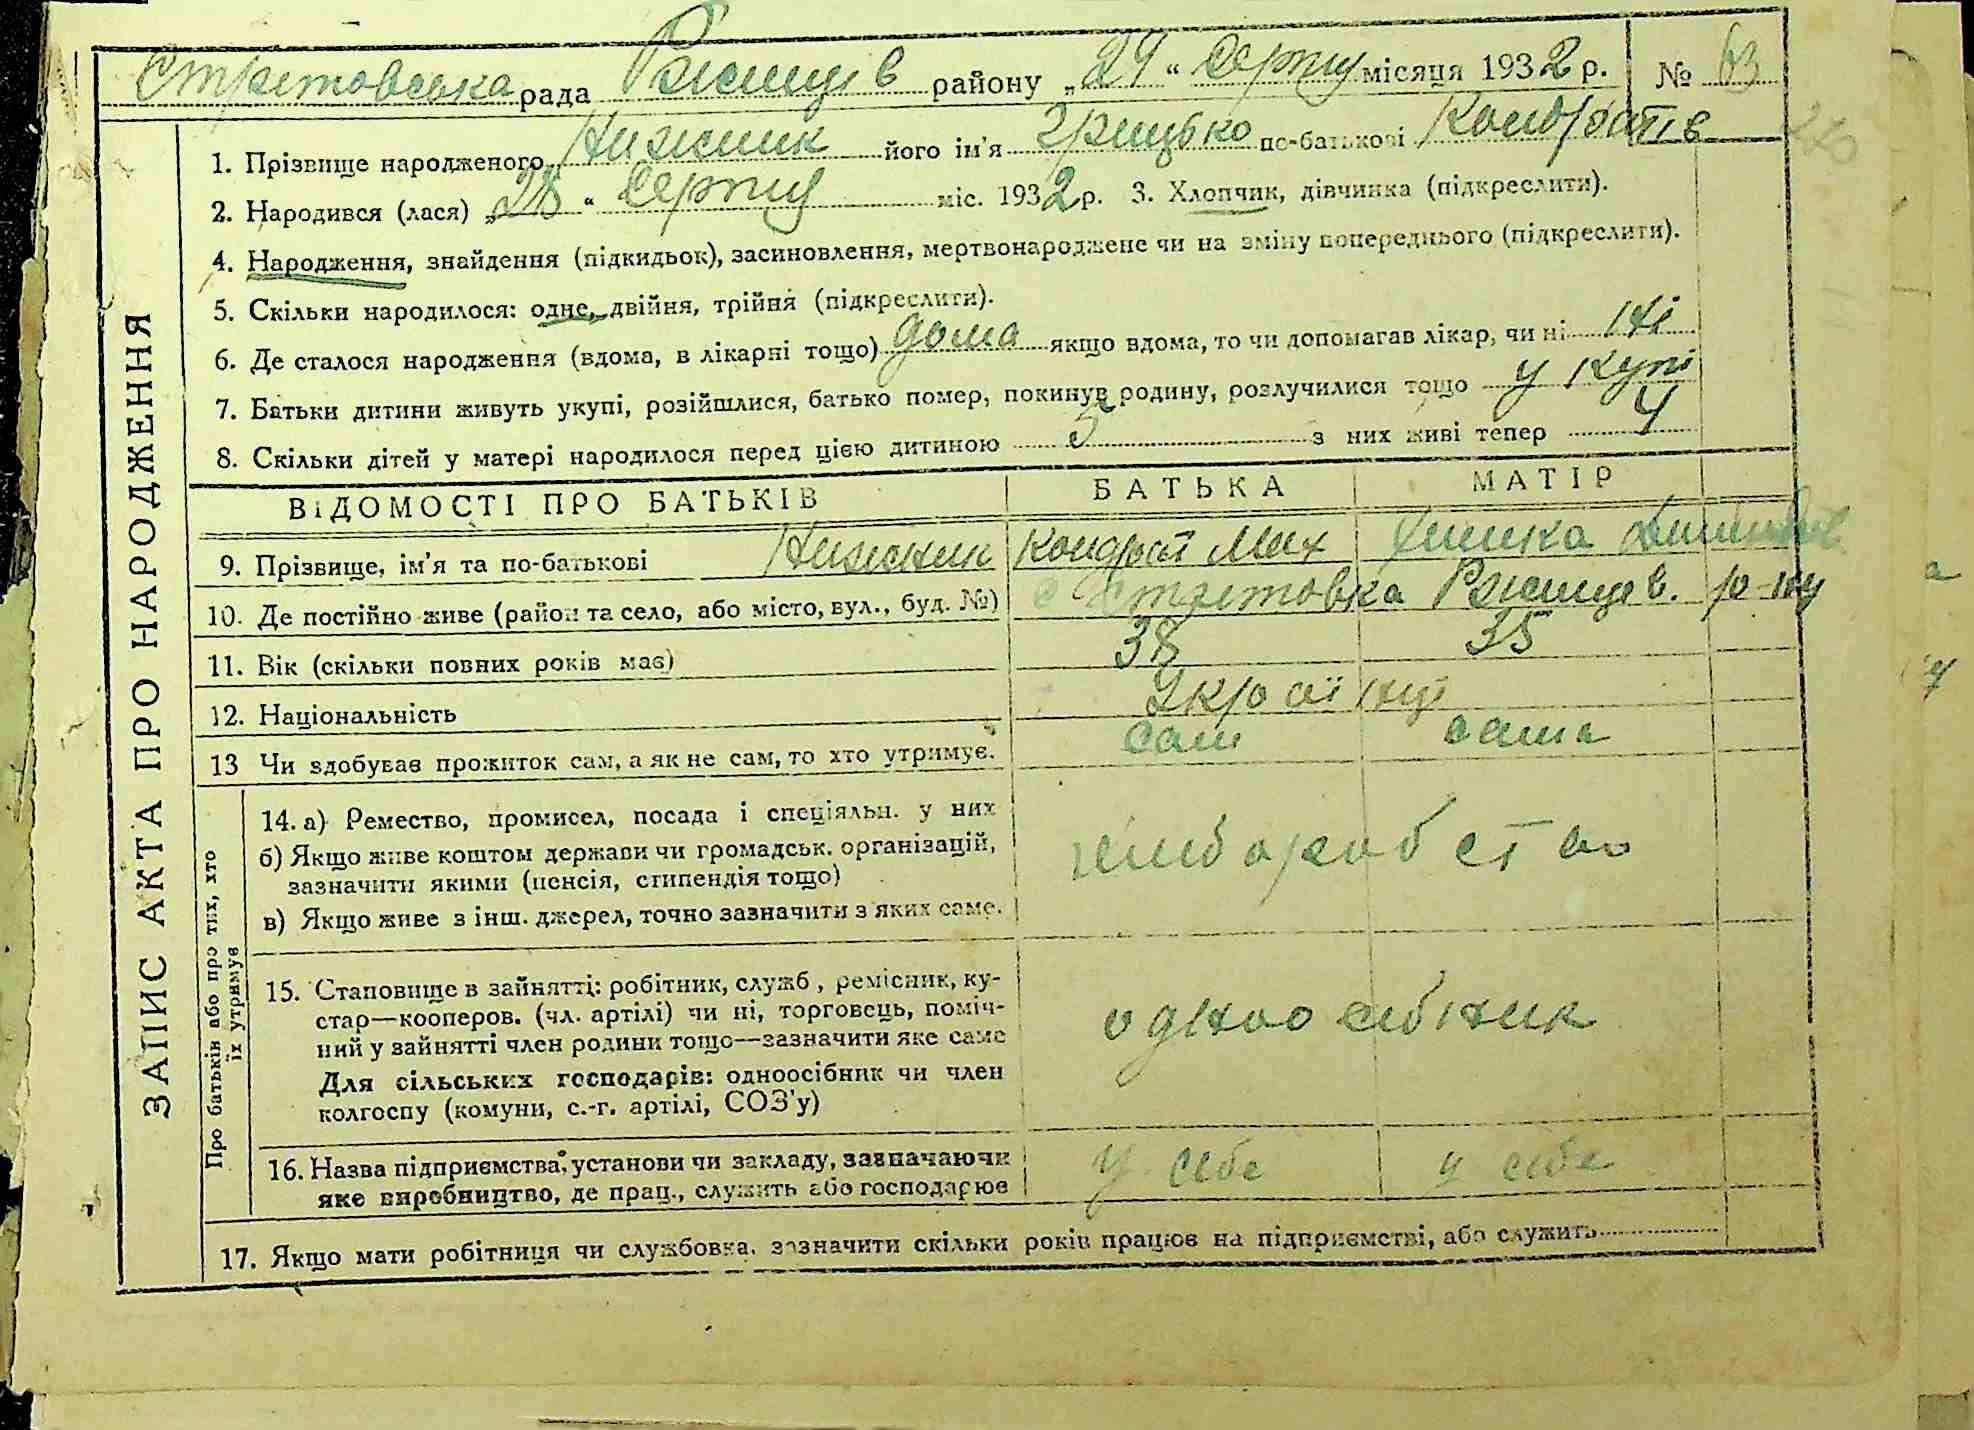 Стрітовська рада Ржищів району „29“ серпня місяця 1932 р. № 63
1. Прізвище народженого Нижник його ім'я Грицько по-батькові Кондратів
2. Народився (лася) „28“ серпня міс. 1932 р. 3. Хлопчик, дівчинка (підкреслити).
4. Народження, знайдення (підкидьок), засиновлення, мертвонароджене чи на зміну попереднього (підкреслити).
5. Скільки народилося: одне, двійня, трійня (підкреслити).
6. Де сталося народження (вдома, в лікарні тощо) дома якщо вдома, то чи допомагав лікар, чи ні ні
7. Батьки дитини живуть укупі, розійшлися, батько помер, покинув родину, розлучилися тощо у купі
8. Скільки дітей у матері народилося перед цією дитиною 5 з них живі тепер 4
ВІДОМОСТІ ПРО БАТЬКІВ БАТЬКА МАТІР
9. Прізвище, ім'я та по-батькові Нижник Кондрат Мих
10. Де постійно живе (район та село, або місто, вул., буд. №) с Стрітовка Ржищев. р-ну
11. Вік (скільки повних років має) 38 35
12. Національність Україінці
13 Чи здобував прожиток сам, а як не сам, то хто утримує. сам сама
14. а) Ремество, промисел, посада і спеціяльн. у них
б) Якщо живе коштом держави чи громадськ. організацій,
зазначити якими (пенсія, стипендія тощо)
в) Якщо живе з інш. джерел, точно зазначити з яких саме.
15. Становище в зайнятті: робітник, служб, ремісник, ку-
стар—кооперов. (чл. артілі) чи ні, торговець, поміч-
ний у зайнятті член родини тощо—зазначити яке саме
Для сільських господарів: одноосібник чи член
колгоспу (комуни, с.-г. артілі, СОЗ'у)
одноосібник
16. Назва підприємства, установи чи закладу, зазначаючи
яке виробництво, де прац., служить або господарює
у себе у себе
17. Якщо мати робітниця чи службовка, зазначити скільки років працює на підприємстві, або служить
ЗАПИС АКТА ПРО НАРОДЖЕННЯ
Про батьків або про тих, хто
їх утримує